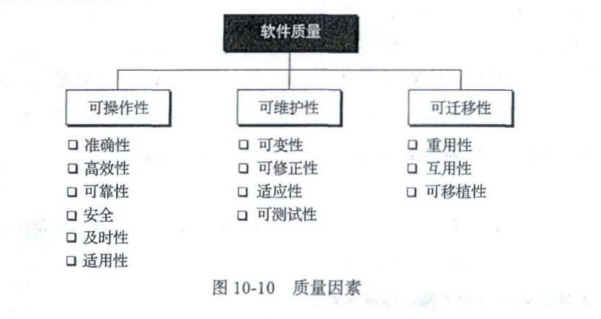 软件质量
可操作性
准确性
高效性
可靠性
安全
及时性
适用性
可维护性
可变性
可修正性
适应性
可测试性
可迁移性
重用性
互用性
可移植性
图 10-10 质量因素